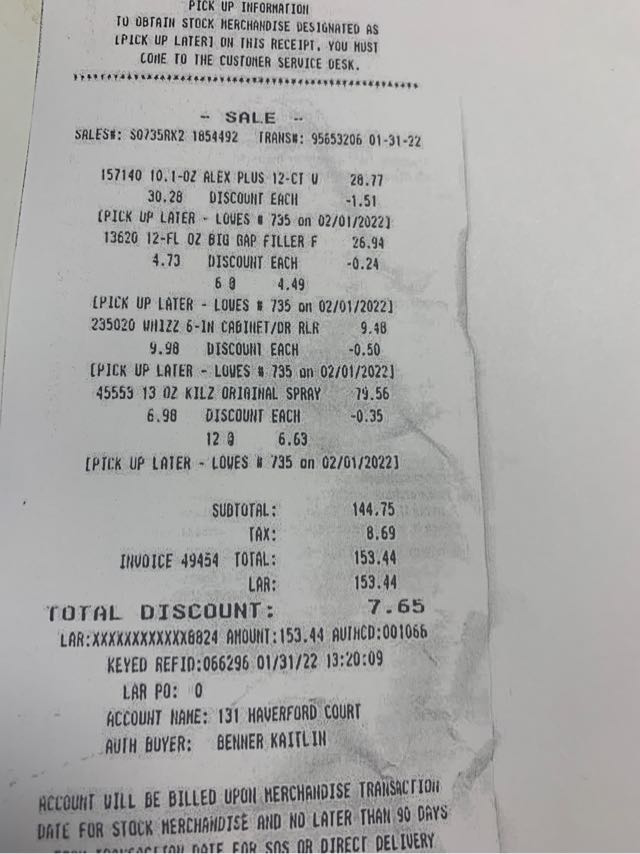 PICK UP INFORMATION
TO OBTAIN STOCK MERCHANDISE DESIGNATED AS
[PICK UP LATER] ON THIS RECEIPT, YOU MUST
COME TO THE CUSTOMER SERVICE DESK.
- SALE -
SALES#: S0735RK2 1854492 TRANS#: 95653206 01-31-22
157140 10.1-OZ ALEX PLUS 12-CT W 28.77
30.28 DISCOUNT EACH -1.51
[PICK UP LATER - LOWES # 735 on 02/01/2022]
13620 12-FL OZ BIG GAP FILLER F 26.94
4.73 DISCOUNT EACH -0.24
6 @ 4.49
[PICK UP LATER - LOWES # 735 on 02/01/2022]
235020 WHIZZ 6-IN CABINET/DR RLR 9.48
9.98 DISCOUNT EACH -0.50
[PICK UP LATER - LOWES # 735 on 02/01/2022]
45553 13 OZ KILZ ORIGINAL SPRAY 79.56
6.98 DISCOUNT EACH -0.35
12 @ 6.63
[PICK UP LATER - LOWES # 735 on 02/01/2022]
SUBTOTAL: 144.75
TAX: 8.69
INVOICE 49454 TOTAL: 153.44
LAR: 153.44
TOTAL DISCOUNT: 7.65
LAR:XXXXXXXXXXXX8824 AMOUNT:153.44 AUTHCD:001066
KEYED REFID:066296 01/31/22 13:20:09
LAR PO: 0
ACCOUNT NAME: 131 HAVERFORD COURT
AUTH BUYER: BENNER KAITLIN
ACCOUNT WILL BE BILLED UPON MERCHANDISE TRANSACTION
DATE FOR STOCK MERCHANDISE AND NO LATER THAN 90 DAYS
TRANSACTION DATE FOR SOS OR DIRECT DELIVERY